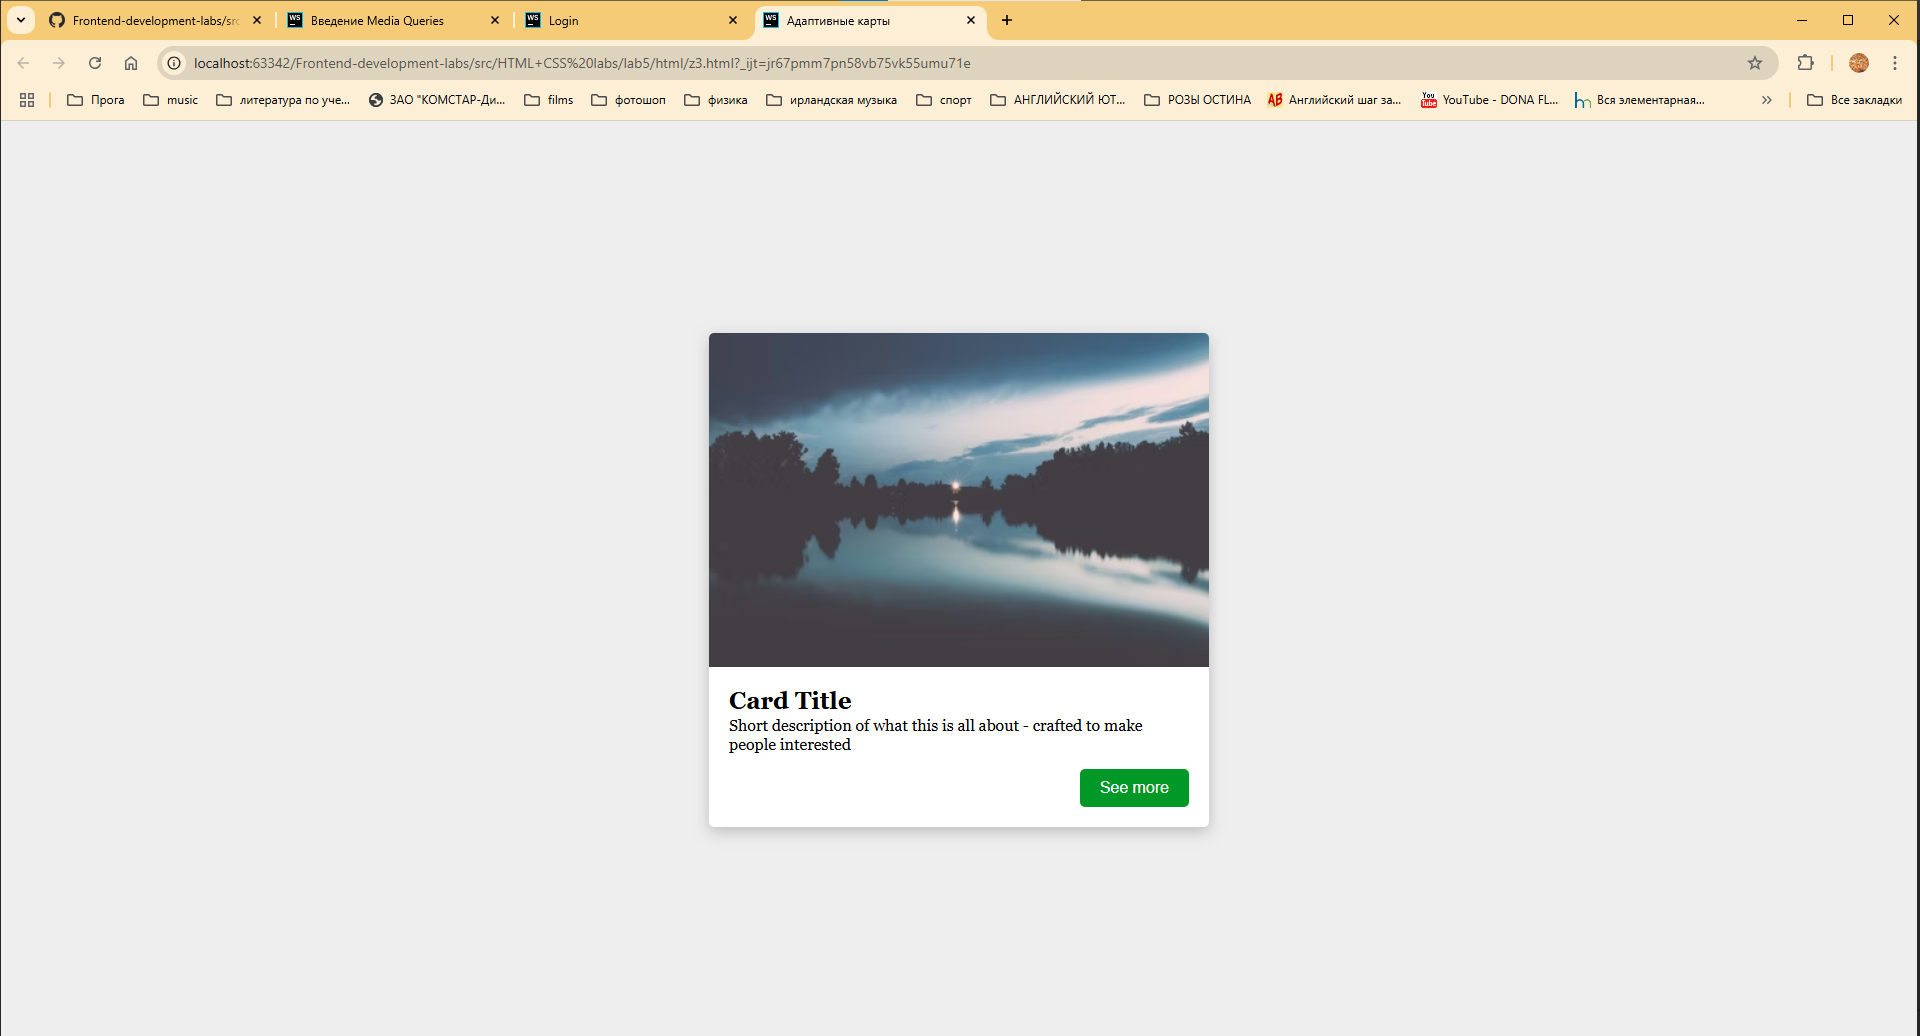 Frontend-development-labs/src
Введение Media Queries
Login
Адаптивные карты
localhost:63342/Frontend-development-labs/src/HTML+CSS%20labs/lab5/html/z3.html?_ijt=jr67pmm7pn58vb75vk55umu71e
Прога
music
литература по уче...
ЗАО "КОМСТАР-Ди...
films
фотошоп
физика
ирландская музыка
спорт
АНГЛИЙСКИЙ ЮТ...
РОЗЫ ОСТИНА
Английский шаг за...
YouTube - DONA FL...
Вся элементарная...
Все закладки
Card Title
Short description of what this is all about - crafted to make
people interested
See more